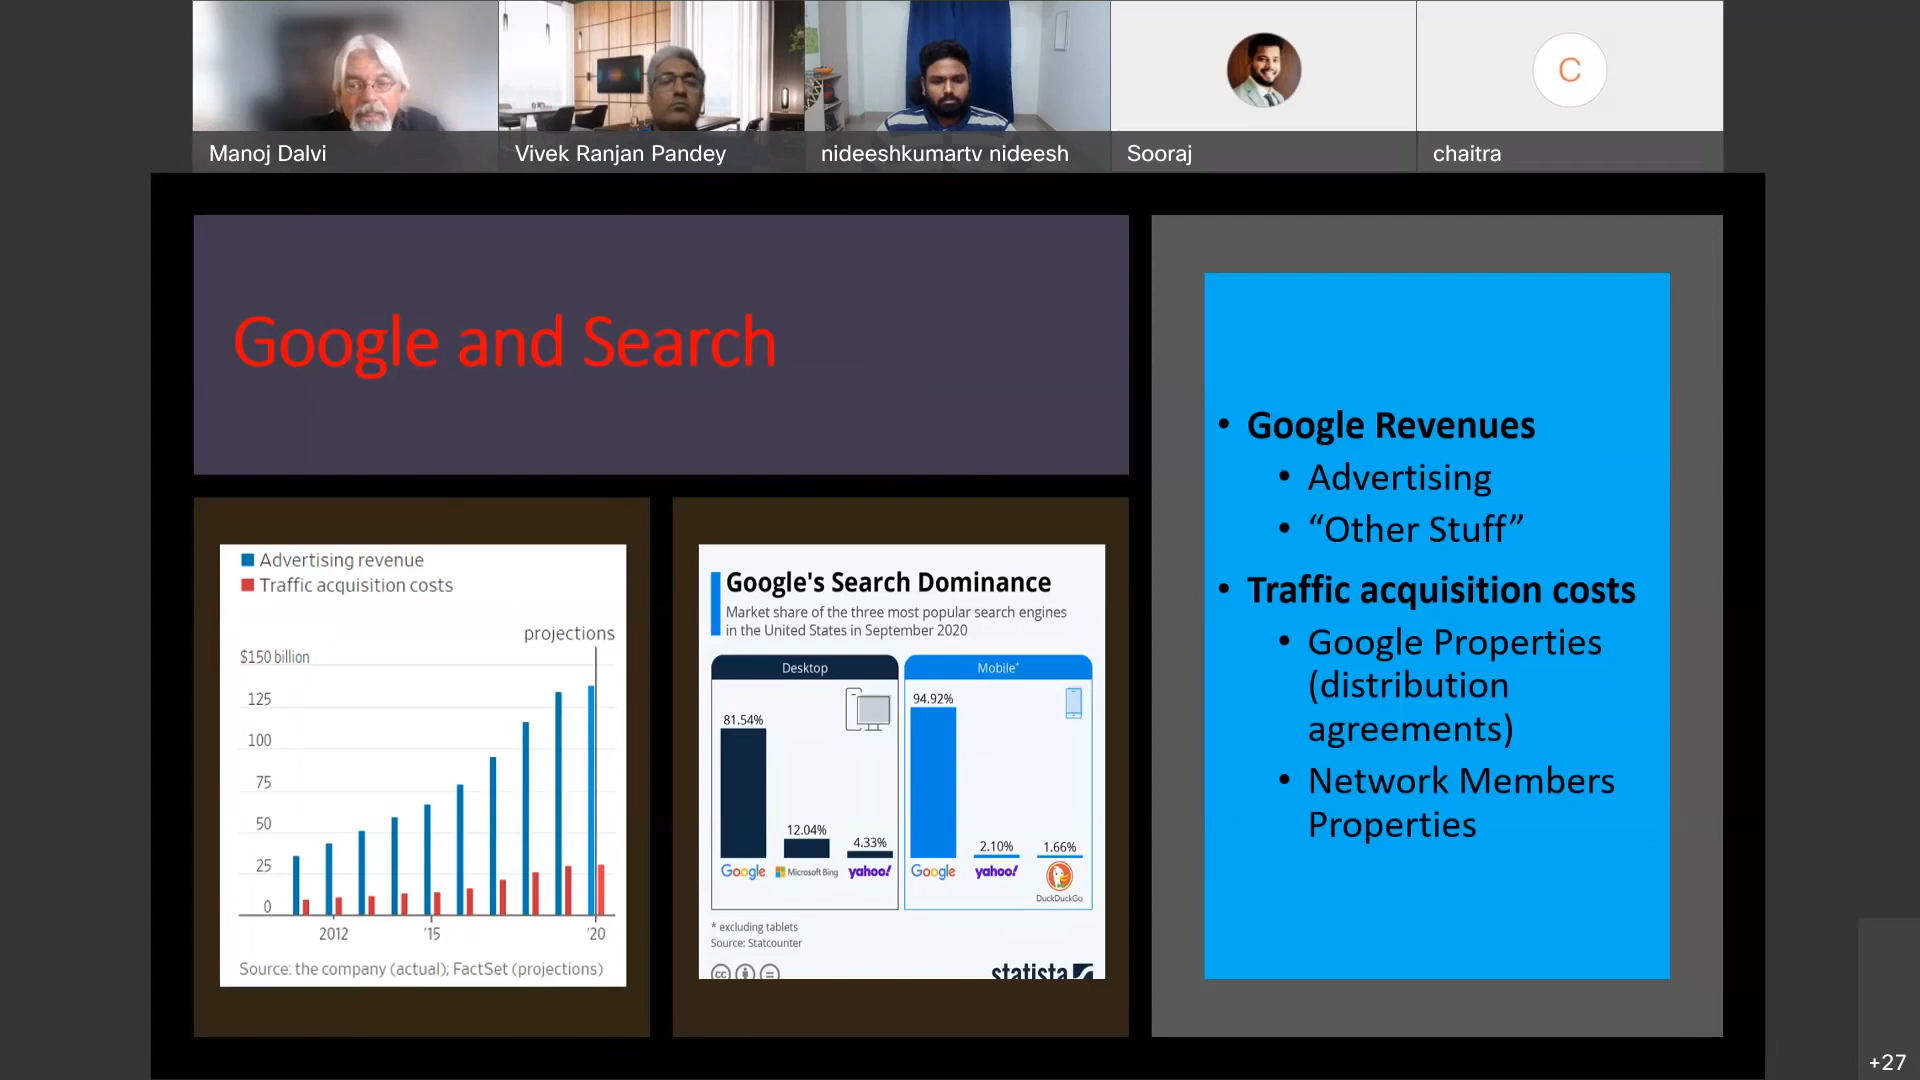 Manoj Dalvi
Vivek Ranjan Pandey
nideeshkumartv nideesh
Sooraj
C
chaitra
Google and Search
Advertising revenue
Traffic acquisition costs
projections
$150 billion
125
100
75
50
25
0
2012
'15
'20
Source: the company (actual); FactSet (projections)
Google's Search Dominance
Market share of the three most popular search engines
in the United States in September 2020
Desktop
81.54%
12.04%
4.33%
Google
Microsoft Bing
yahoo!
Mobile*
94.92%
2.10%
1.66%
Google
yahoo!
DuckDuckGo
* excluding tablets
Source: Statcounter
cc
statista
• Google Revenues
• Advertising
• “Other Stuff”
• Traffic acquisition costs
• Google Properties
(distribution
agreements)
• Network Members
Properties
+27